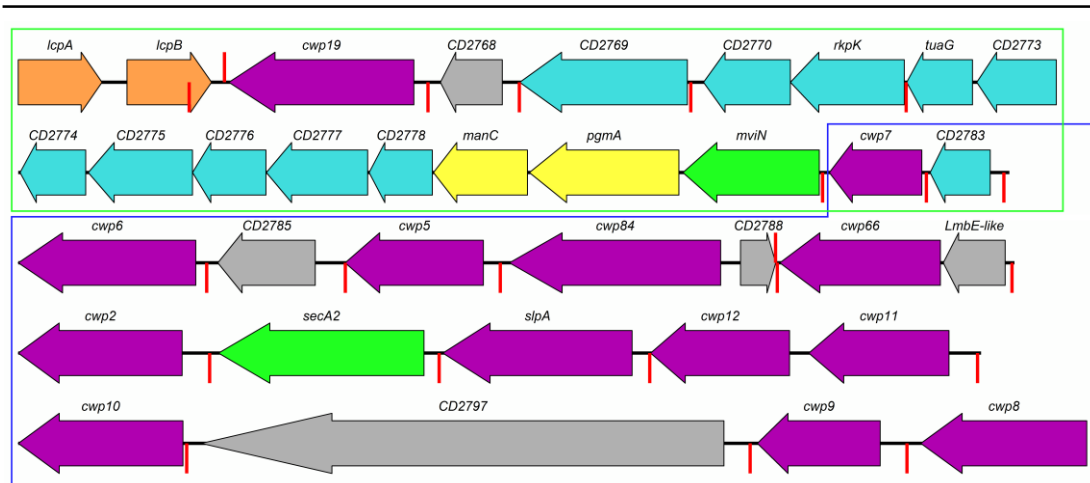 lcpA lcpB cwp19 CD2768 CD2769 CD2770 rkpK tuaG CD2773
CD2774 CD2775 CD2776 CD2777 CD2778 manC pgmA mviN cwp7 CD2783
cwp6 CD2785 cwp5 cwp84 CD2788 cwp66 LmbE-like
cwp2 secA2 slpA cwp12 cwp11
cwp10 CD2797 cwp9 cwp8